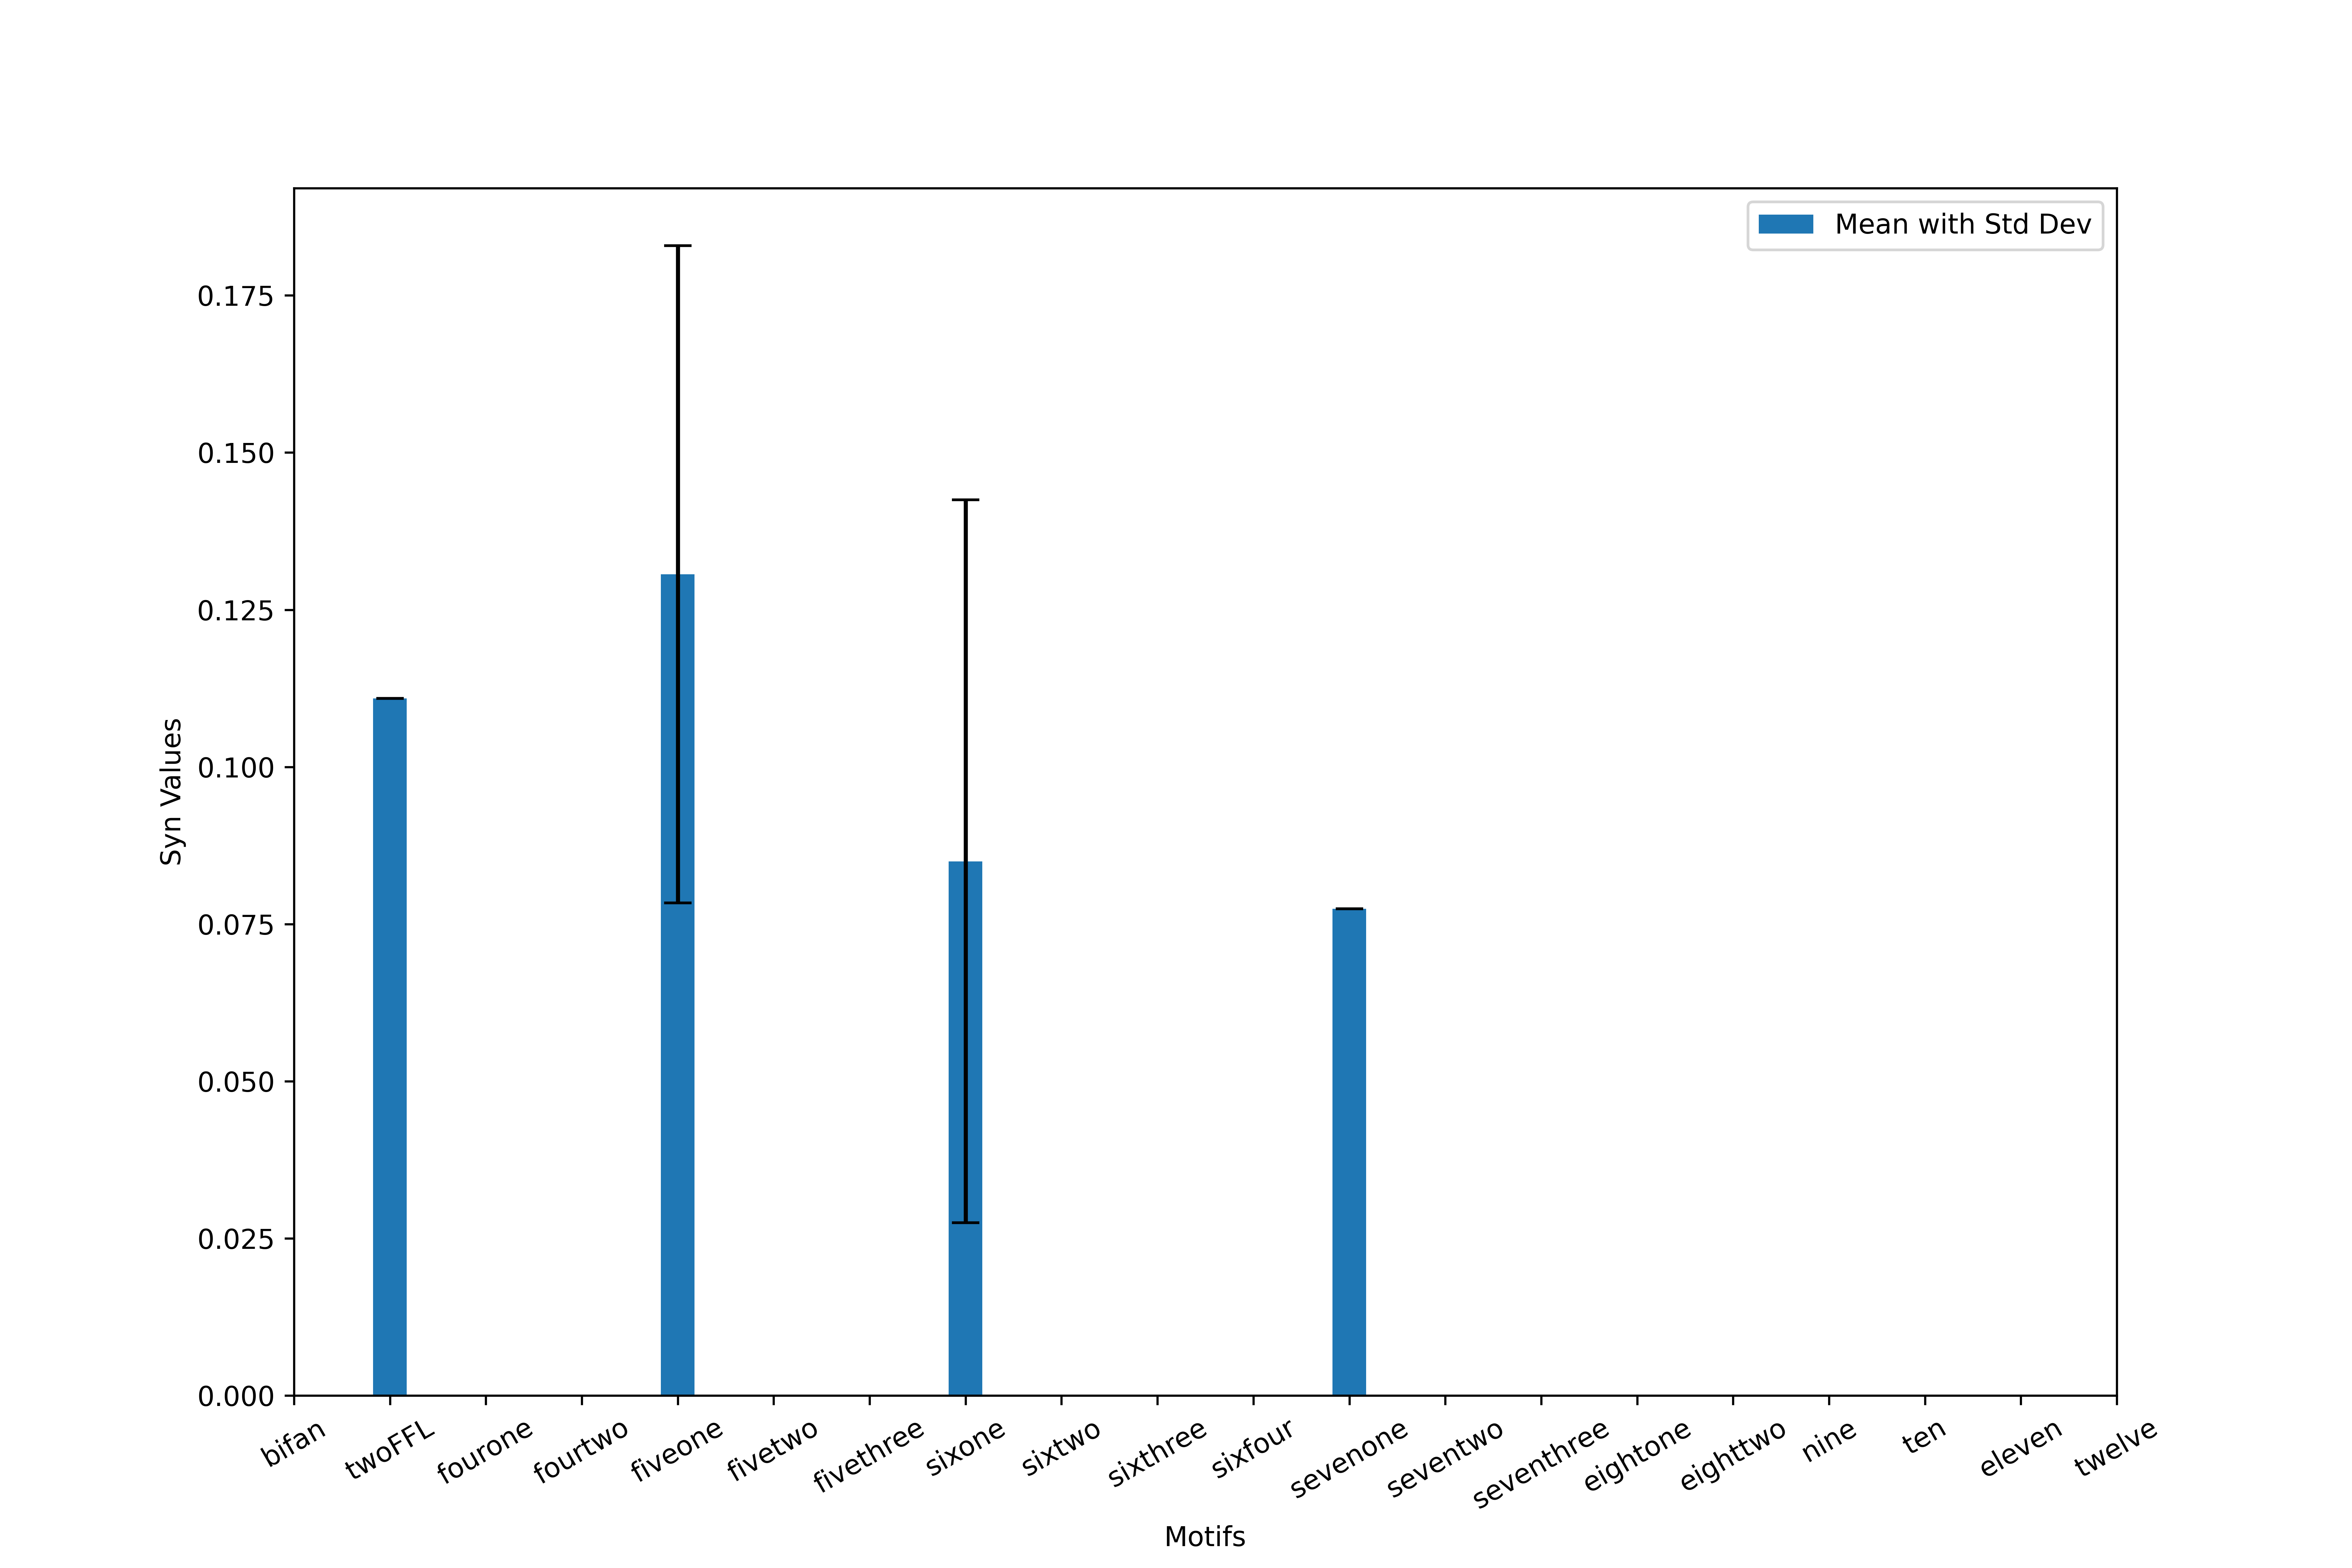 Mean with Std Dev
0.175
0.150
0.125
0.100
0.075
0.050
0.025
0.000
Syn Values
bifan twoFFL fourone fourtwo fiveone fivetwo fivethree sixone sixtwo sixthree sixfour sevenone seventwo seventhree eightone eighttwo nine ten eleven twelve
Motifs